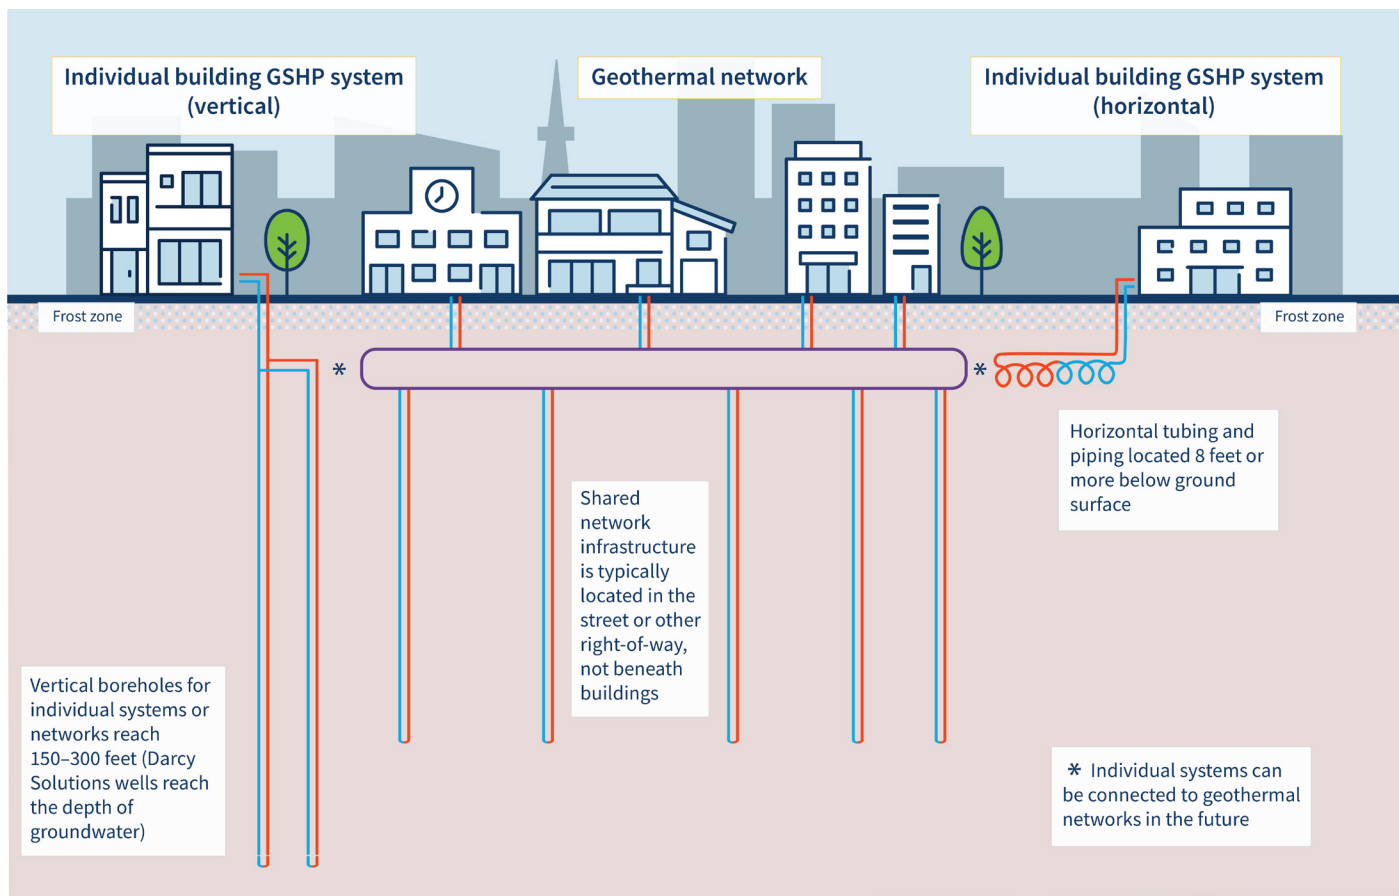 Individual building GSHP system
(vertical)
Geothermal network
Individual building GSHP system
(horizontal)
Frost zone
Frost zone
*
*
Horizontal tubing and
piping located 8 feet or
more below ground
surface
Shared
network
infrastructure
is typically
located in the
street or other
right-of-way,
not beneath
buildings
Vertical boreholes for
individual systems or
networks reach
150–300 feet (Darcy
Solutions wells reach
the depth of
groundwater)
* Individual systems can
be connected to geothermal
networks in the future